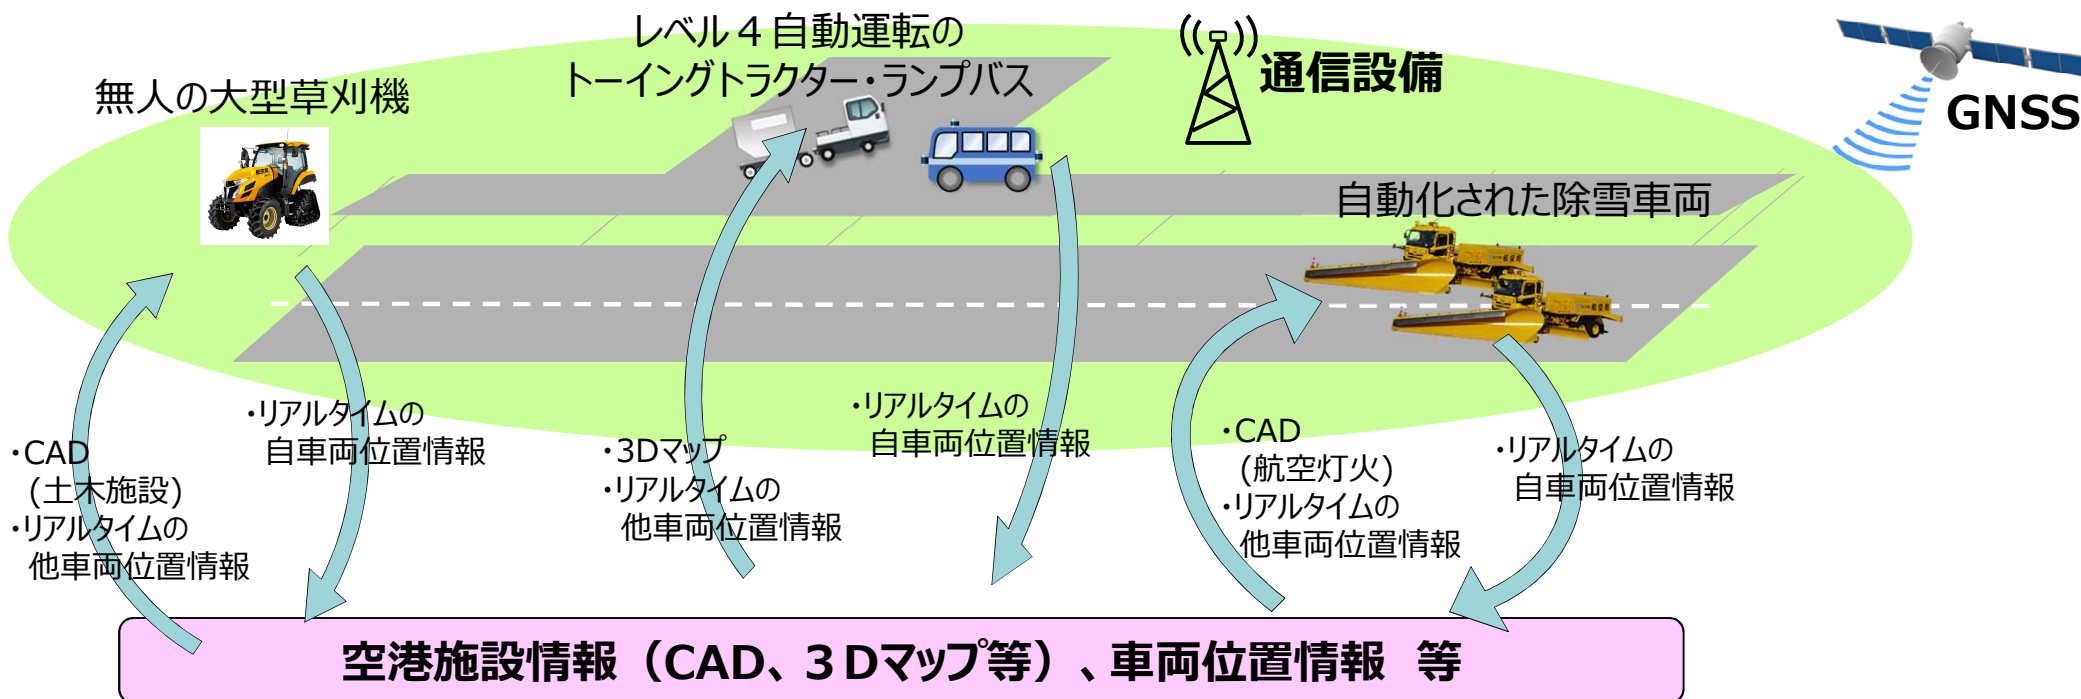 レベル４自動運転の
トーイングトラクター・ランプバス
無人の大型草刈機
通信設備
GNSS
自動化された除雪車両
・CAD
(土木施設)
・リアルタイムの
他車両位置情報
・リアルタイムの
自車両位置情報
・3Dマップ
・リアルタイムの
他車両位置情報
・リアルタイムの
自車両位置情報
・CAD
(航空灯火)
・リアルタイムの
他車両位置情報
・リアルタイムの
自車両位置情報
空港施設情報（CAD、３Dマップ等）、車両位置情報 等